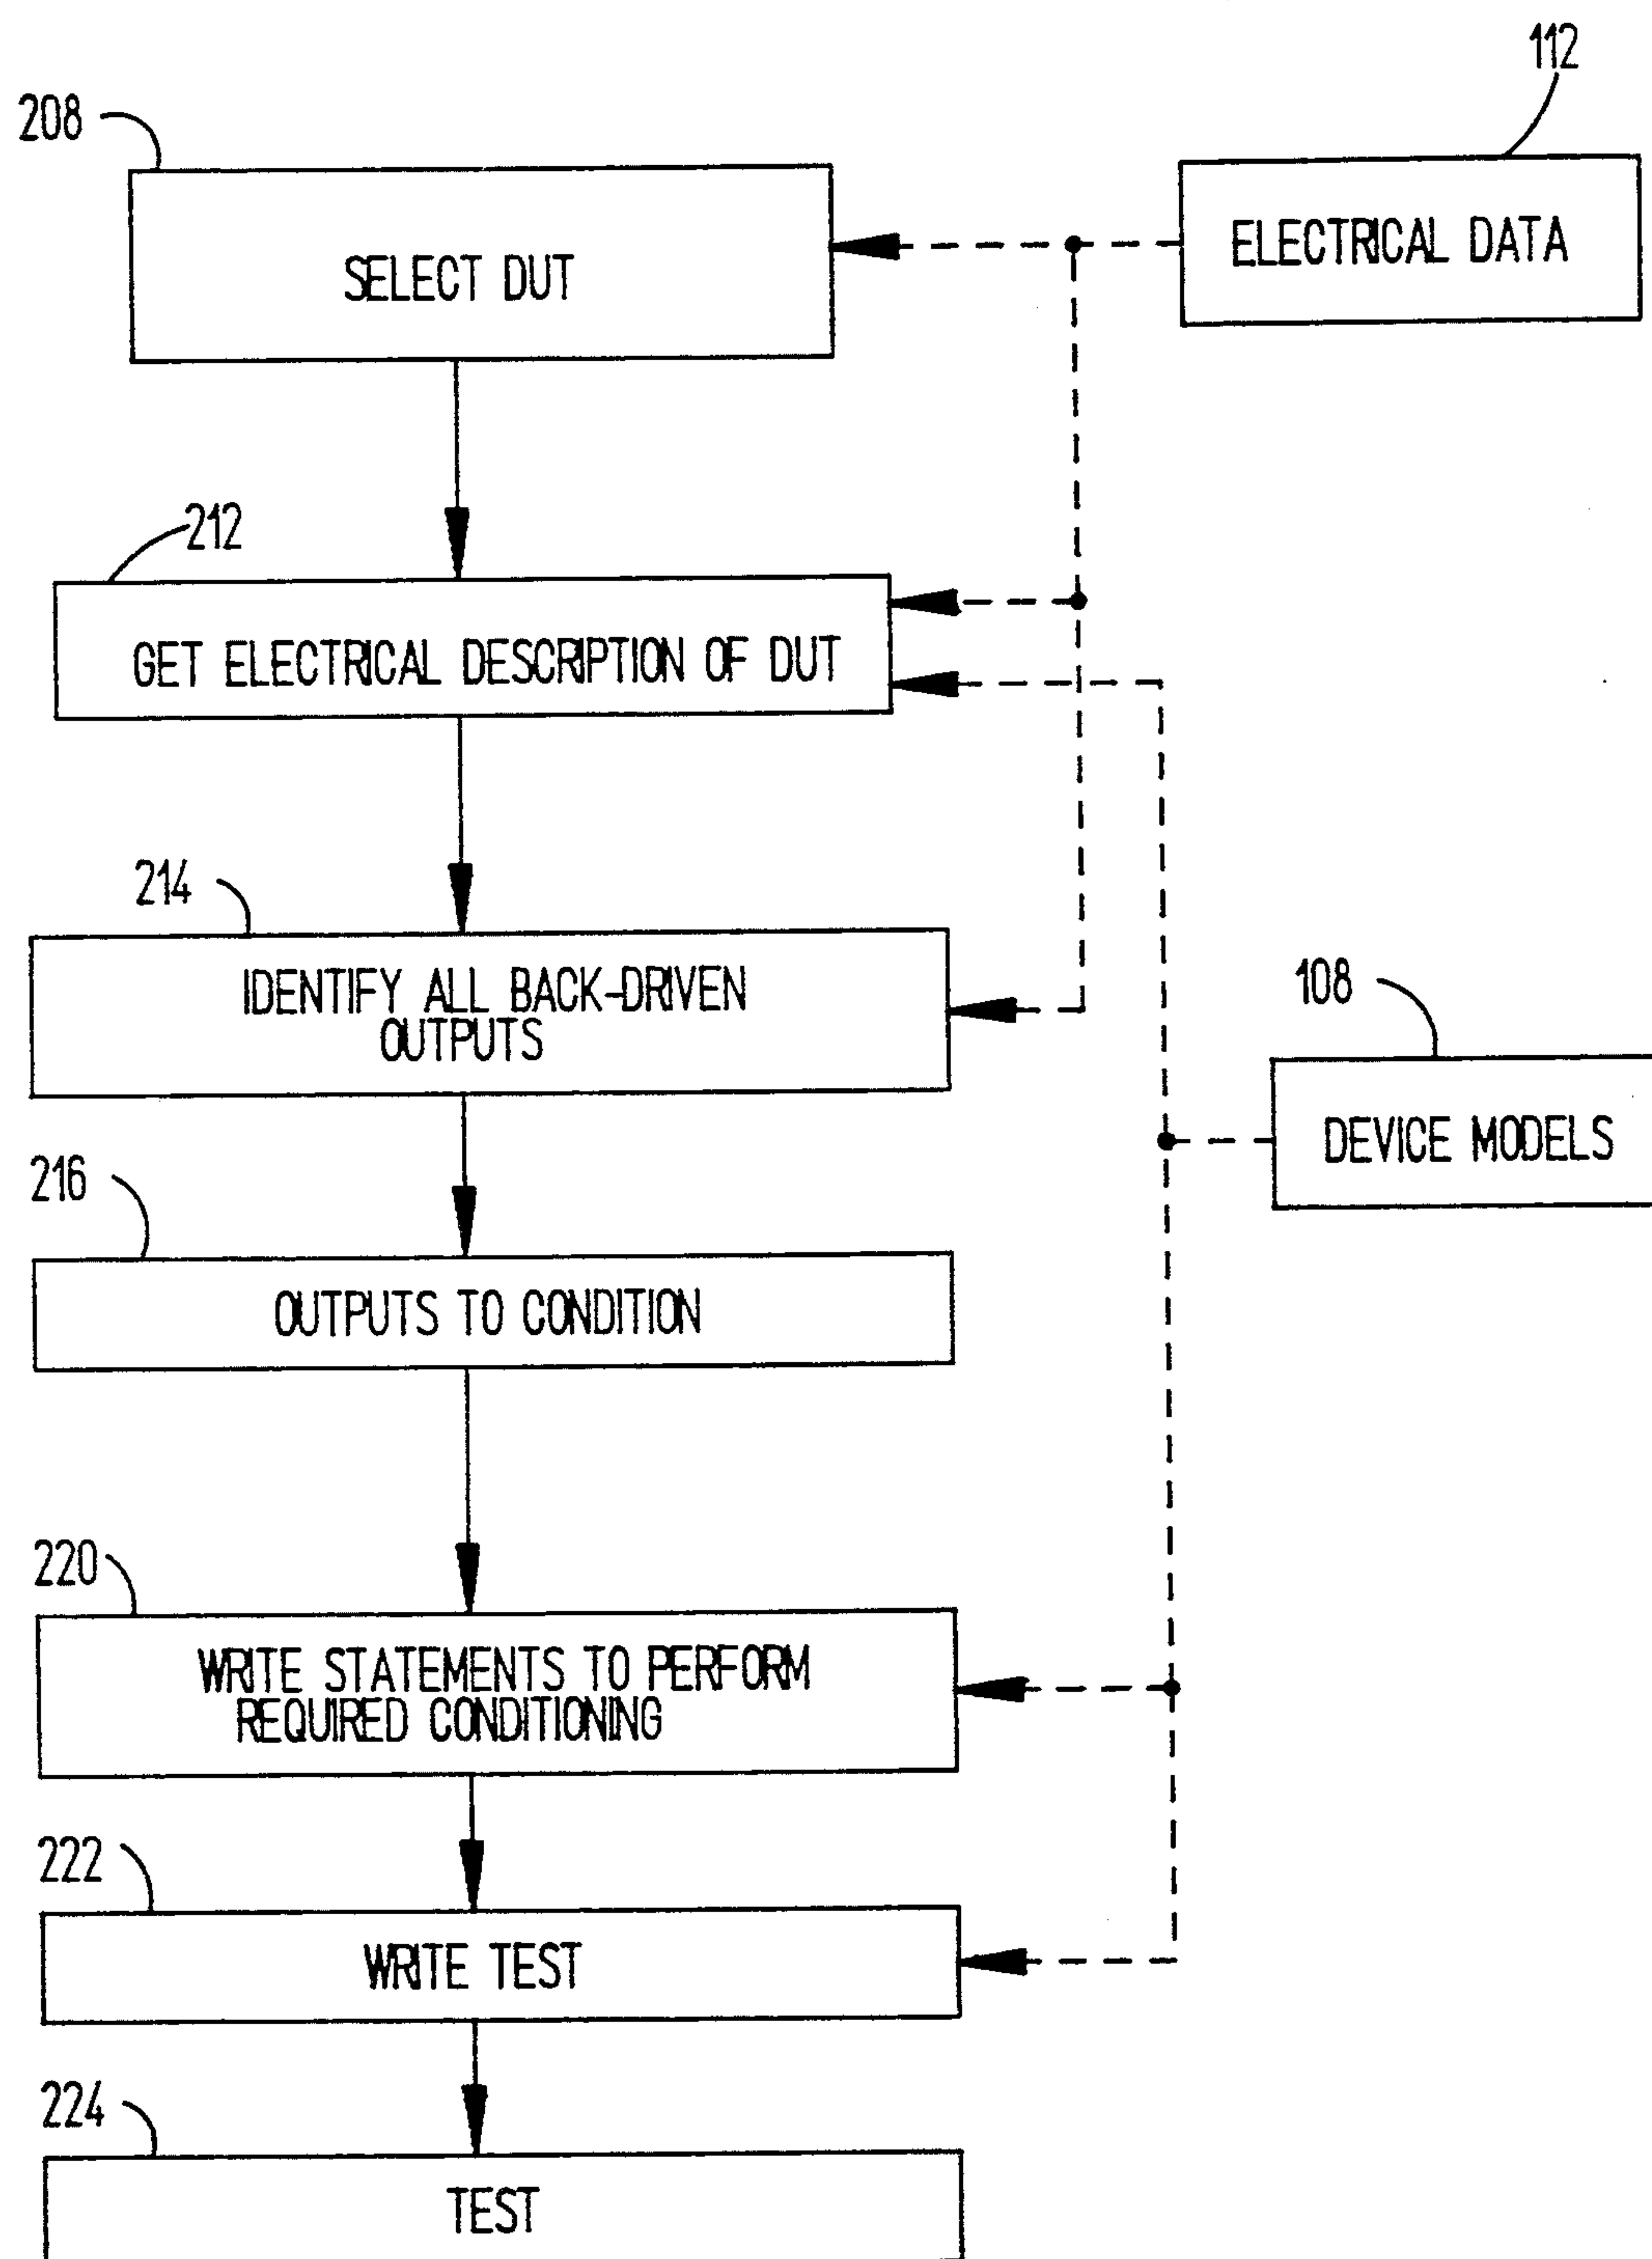 112
208
ELECTRICAL DATA
SELECT DUT
212
GET ELECTRICAL DESCRIPTION OF DUT
214
IDENTIFY ALL BACK-DRIVEN
OUTPUTS
108
DEVICE MODELS
216
OUTPUTS TO CONDITION
220
WRITE STATEMENTS TO PERFORM
REQUIRED CONDITIONING
222
WRITE TEST
224
TEST